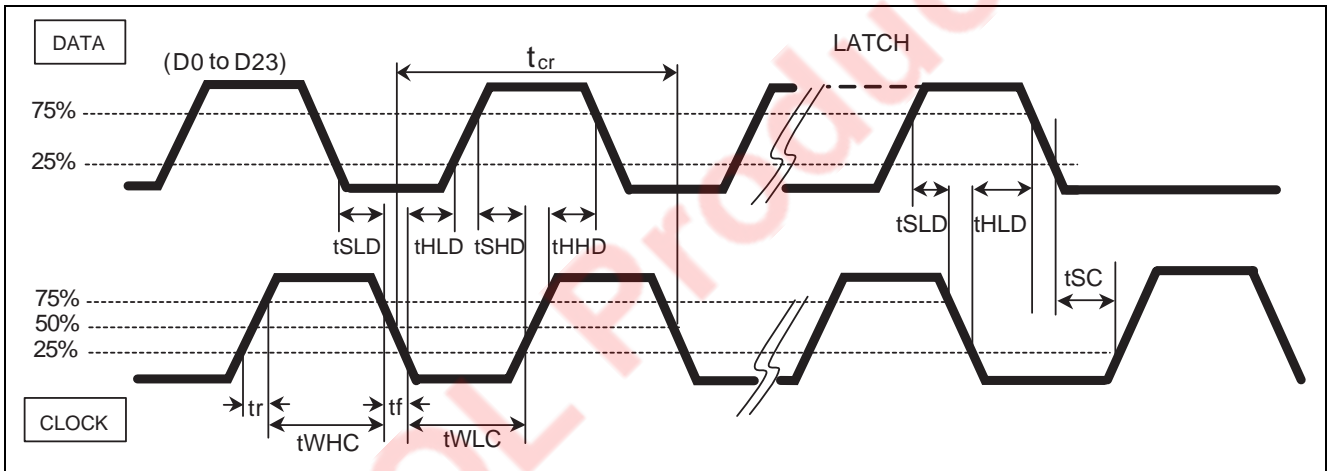 DATA
(D0 to D23)
tcr
LATCH
75%
25%
tSLD
tHLD
tSHD
tHHD
tSLD
tHLD
tSC
75%
50%
25%
tr
tf
tWHC
tWLC
CLOCK